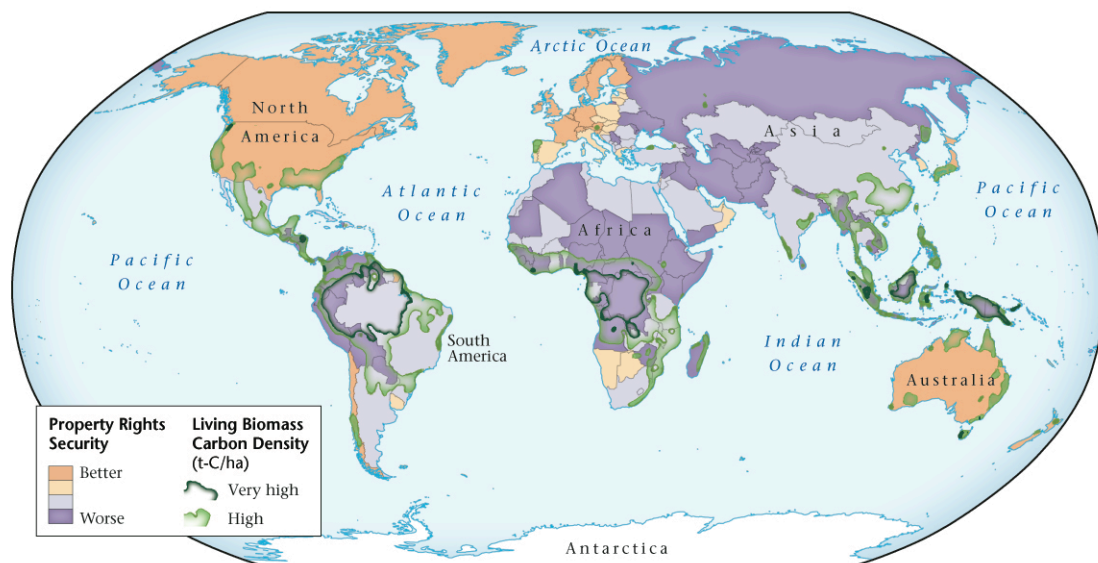 Arctic Ocean
North
America
Asia
Atlantic
Ocean
Pacific
Ocean
Africa
Pacific
Ocean
South
America
Indian
Ocean
Australia
Property Rights
Security
Better
Worse
Living Biomass
Carbon Density
(t-C/ha)
Very high
High
Antarctica